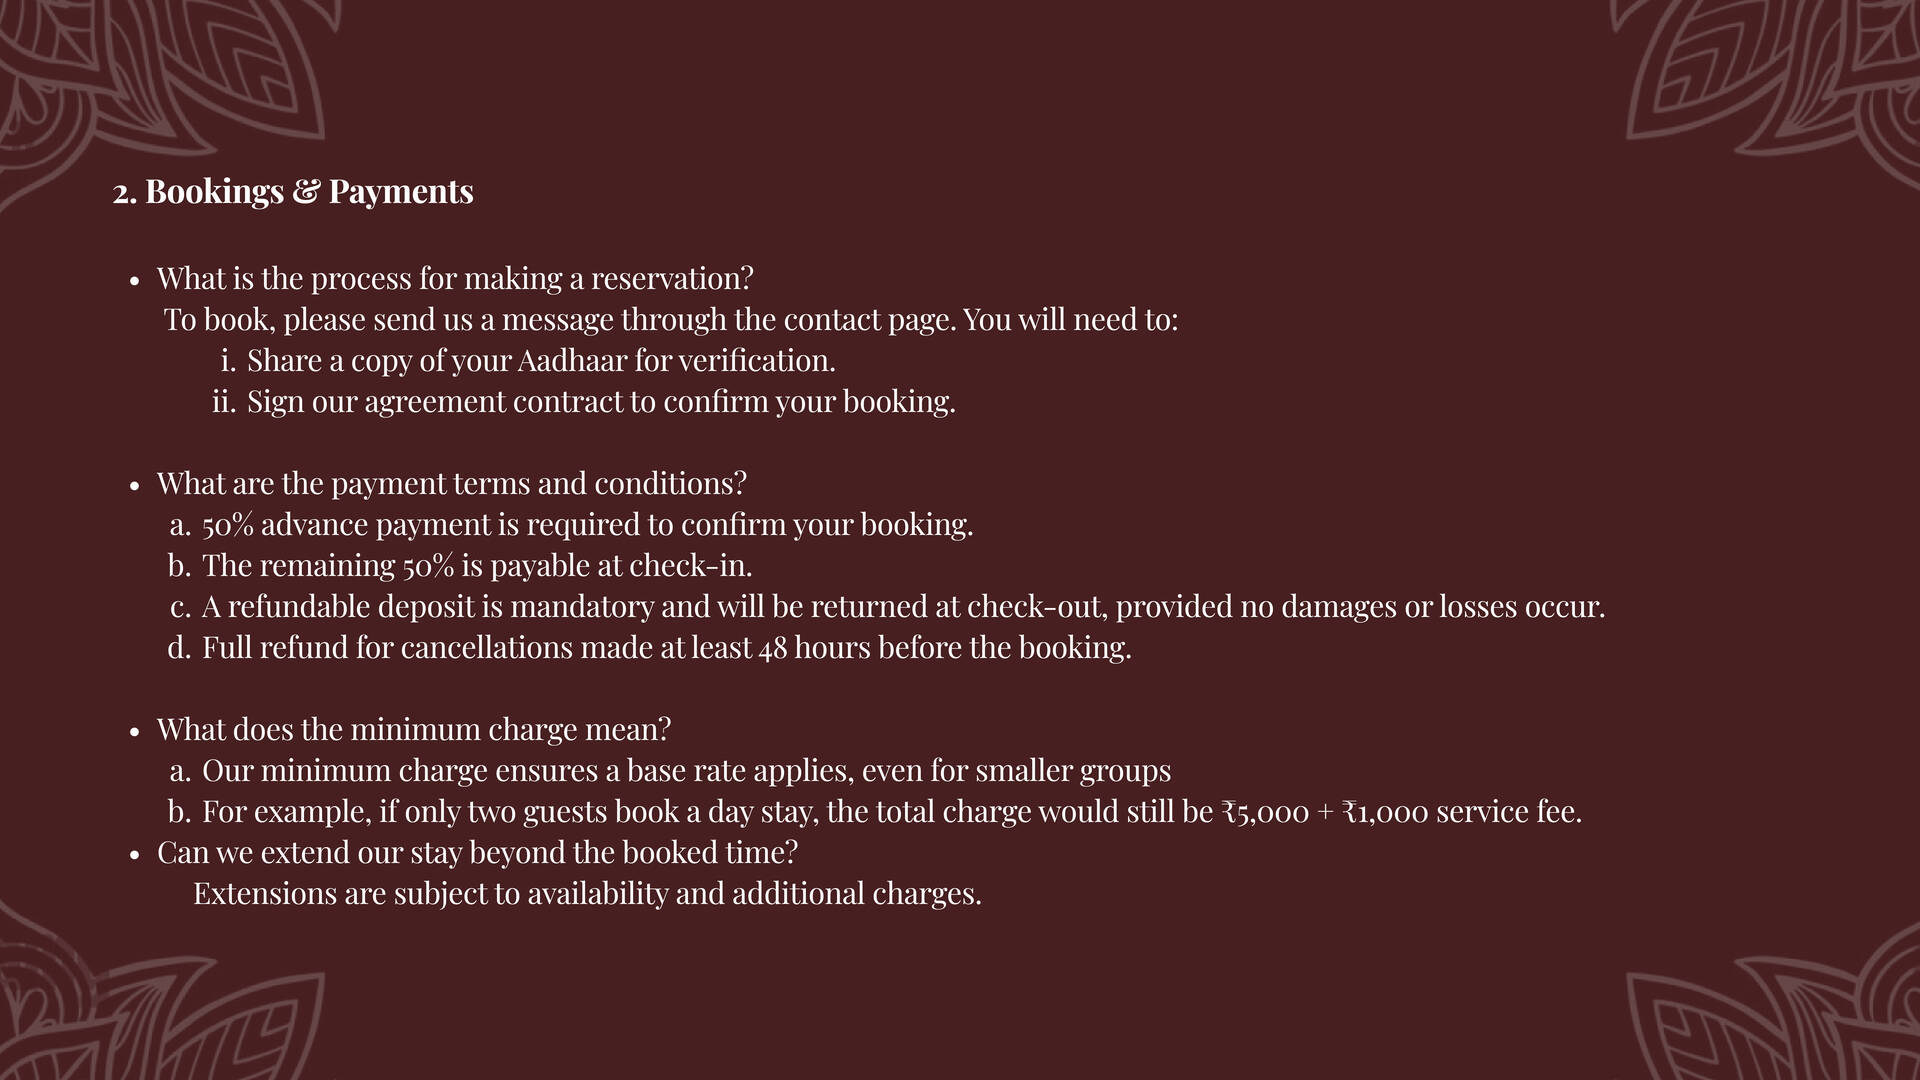 2. Bookings & Payments
• What is the process for making a reservation?
To book, please send us a message through the contact page. You will need to:
i. Share a copy of your Aadhaar for verification.
ii. Sign our agreement contract to confirm your booking.
• What are the payment terms and conditions?
a. 50% advance payment is required to confirm your booking.
b. The remaining 50% is payable at check-in.
c. A refundable deposit is mandatory and will be returned at check-out, provided no damages or losses occur.
d. Full refund for cancellations made at least 48 hours before the booking.
• What does the minimum charge mean?
a. Our minimum charge ensures a base rate applies, even for smaller groups
b. For example, if only two guests book a day stay, the total charge would still be ₹5,000 + ₹1,000 service fee.
• Can we extend our stay beyond the booked time?
Extensions are subject to availability and additional charges.